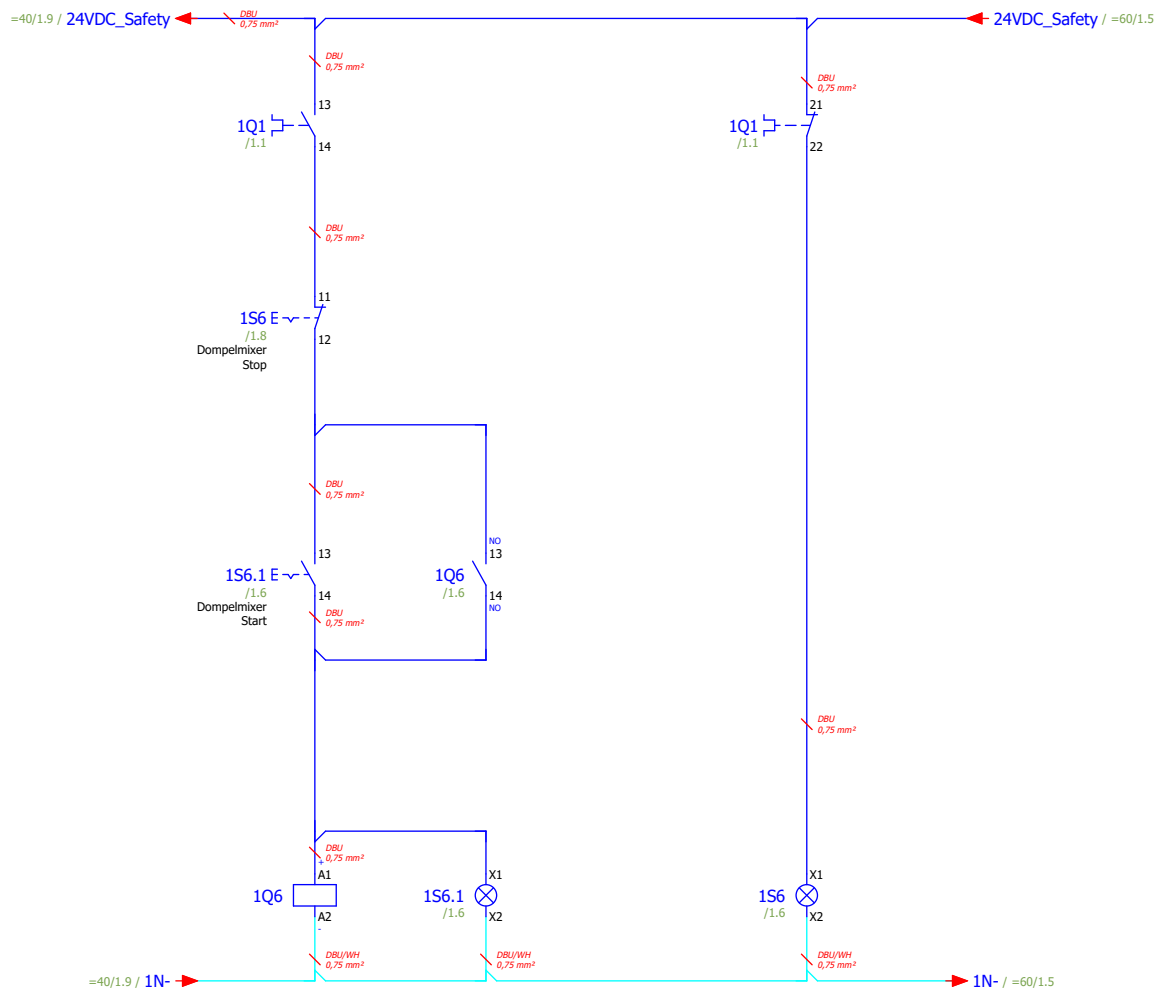 =40/1.9 / 24VDC_Safety
DBU
0,75 mm²
24VDC_Safety / =60/1.5
DBU
0,75 mm²
DBU
0,75 mm²
13
1Q1
/1.1
14
21
1Q1
/1.1
22
DBU
0,75 mm²
11
1S6
/1.8
12
Dompelmixer
Stop
DBU
0,75 mm²
13
1S6.1
/1.6
14
Dompelmixer
Start
DBU
0,75 mm²
NO
13
1Q6
/1.6
14
NO
DBU
0,75 mm²
DBU
0,75 mm²
+
A1
1Q6
A2
-
X1
1S6.1
/1.6
X2
X1
1S6
/1.6
X2
DBU/WH
0,75 mm²
DBU/WH
0,75 mm²
DBU/WH
0,75 mm²
=40/1.9 / 1N-
1N- / =60/1.5